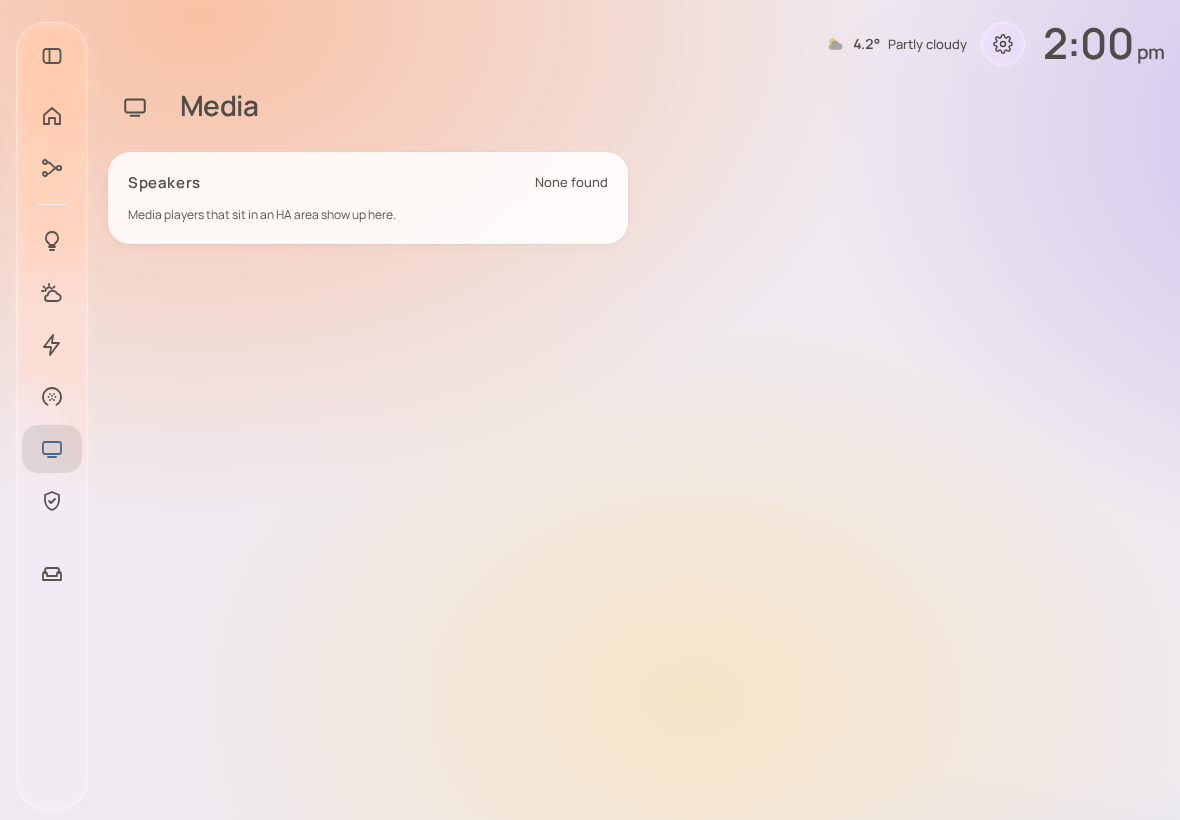 4.2° Partly cloudy
2:00 pm
Media
Speakers
None found
Media players that sit in an HA area show up here.